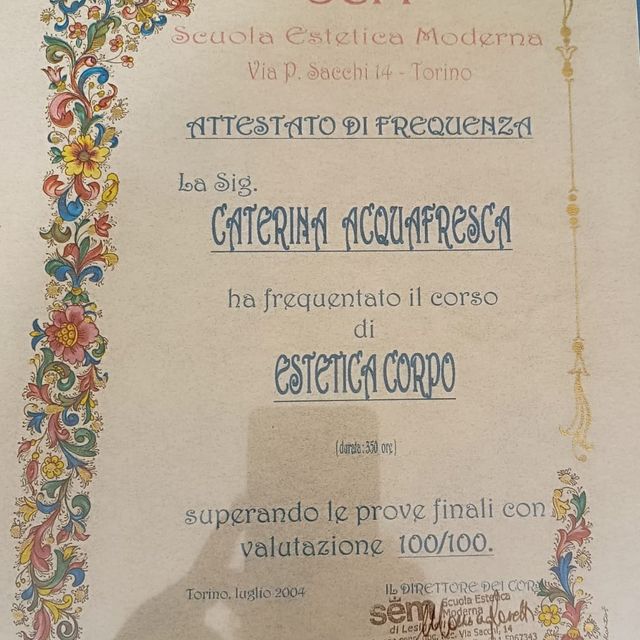 Scuola Estetica Moderna
Via P. Sacchi 14 - Torino
ATTESTATO DI FREQUENZA
La Sig.
CATERINA ACQUAFRESCA
ha frequentato il corso
di
ESTETICA CORPO
(durata: 350 ore)
superando le prove finali con
valutazione 100/100.
Torino, luglio 2004
IL DIRETTORE DEI
sem Scuola Estetica
Moderna
di
Via Sacchi, 14